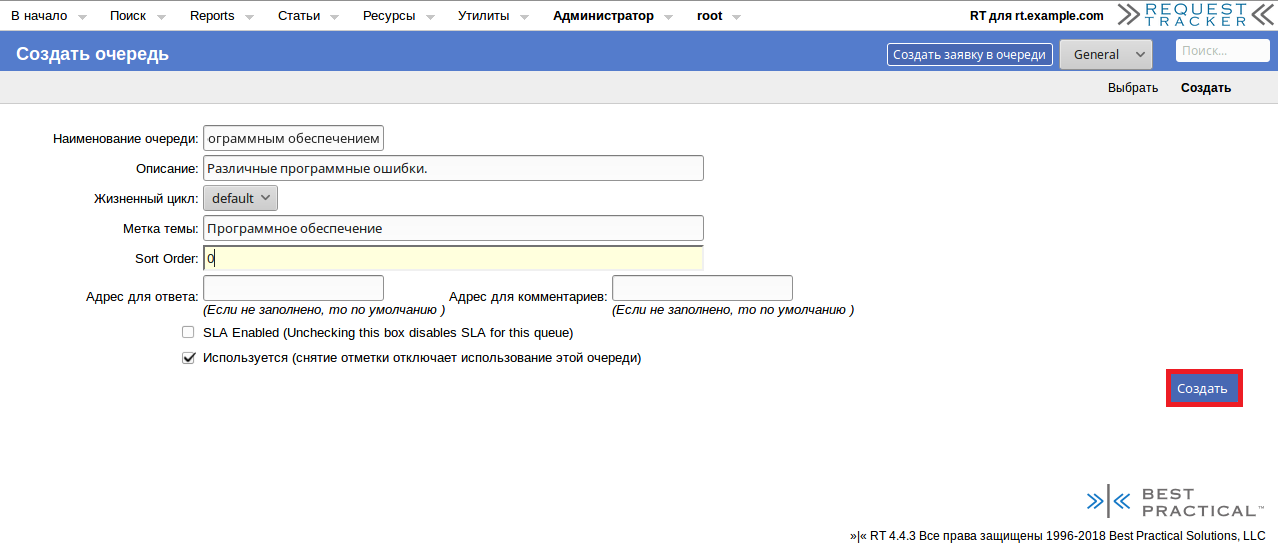 В начало Поиск Reports Статьи Ресурсы Утилиты Администратор root RT для rt.example.com REQUEST TRACKER
Создать очередь Создать заявку в очереди General Поиск...
Выбрать Создать
Наименование очереди: ограммным обеспечением
Описание: Различные программные ошибки.
Жизненный цикл: default
Метка темы: Программное обеспечение
Sort Order: 0
Адрес для ответа: Адрес для комментариев:
(Если не заполнено, то по умолчанию ) (Если не заполнено, то по умолчанию )
SLA Enabled (Unchecking this box disables SLA for this queue)
Используется (снятие отметки отключает использование этой очереди)
Создать
BEST
PRACTICAL™
»|« RT 4.4.3 Все права защищены 1996-2018 Best Practical Solutions, LLC